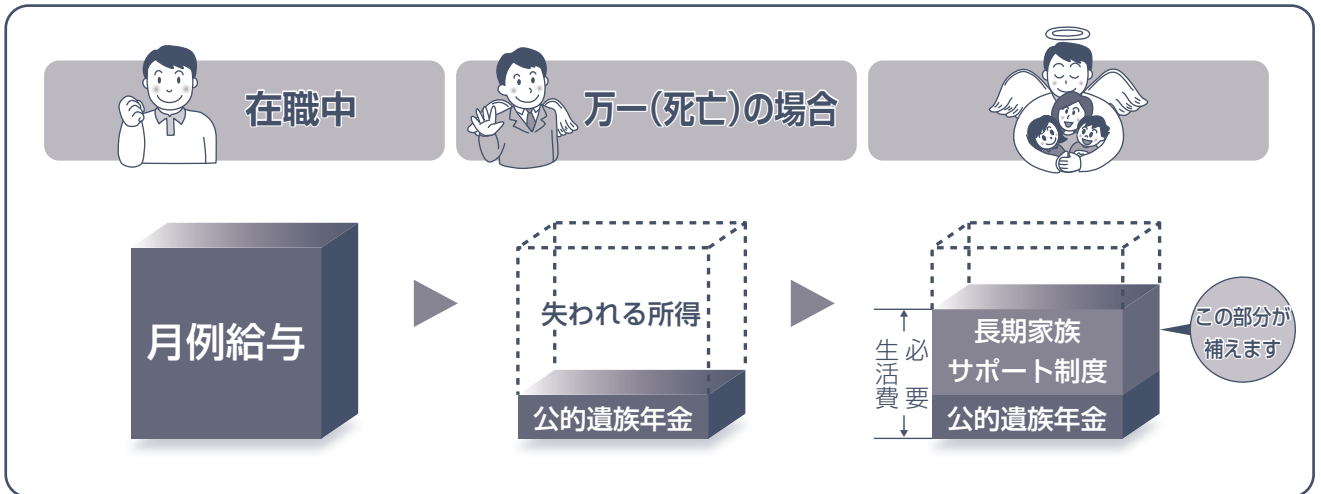 在職中
万一(死亡)の場合
月例給与
失われる所得
公的遺族年金
必要
生活費
長期家族
サポート制度
公的遺族年金
この部分が
補えます